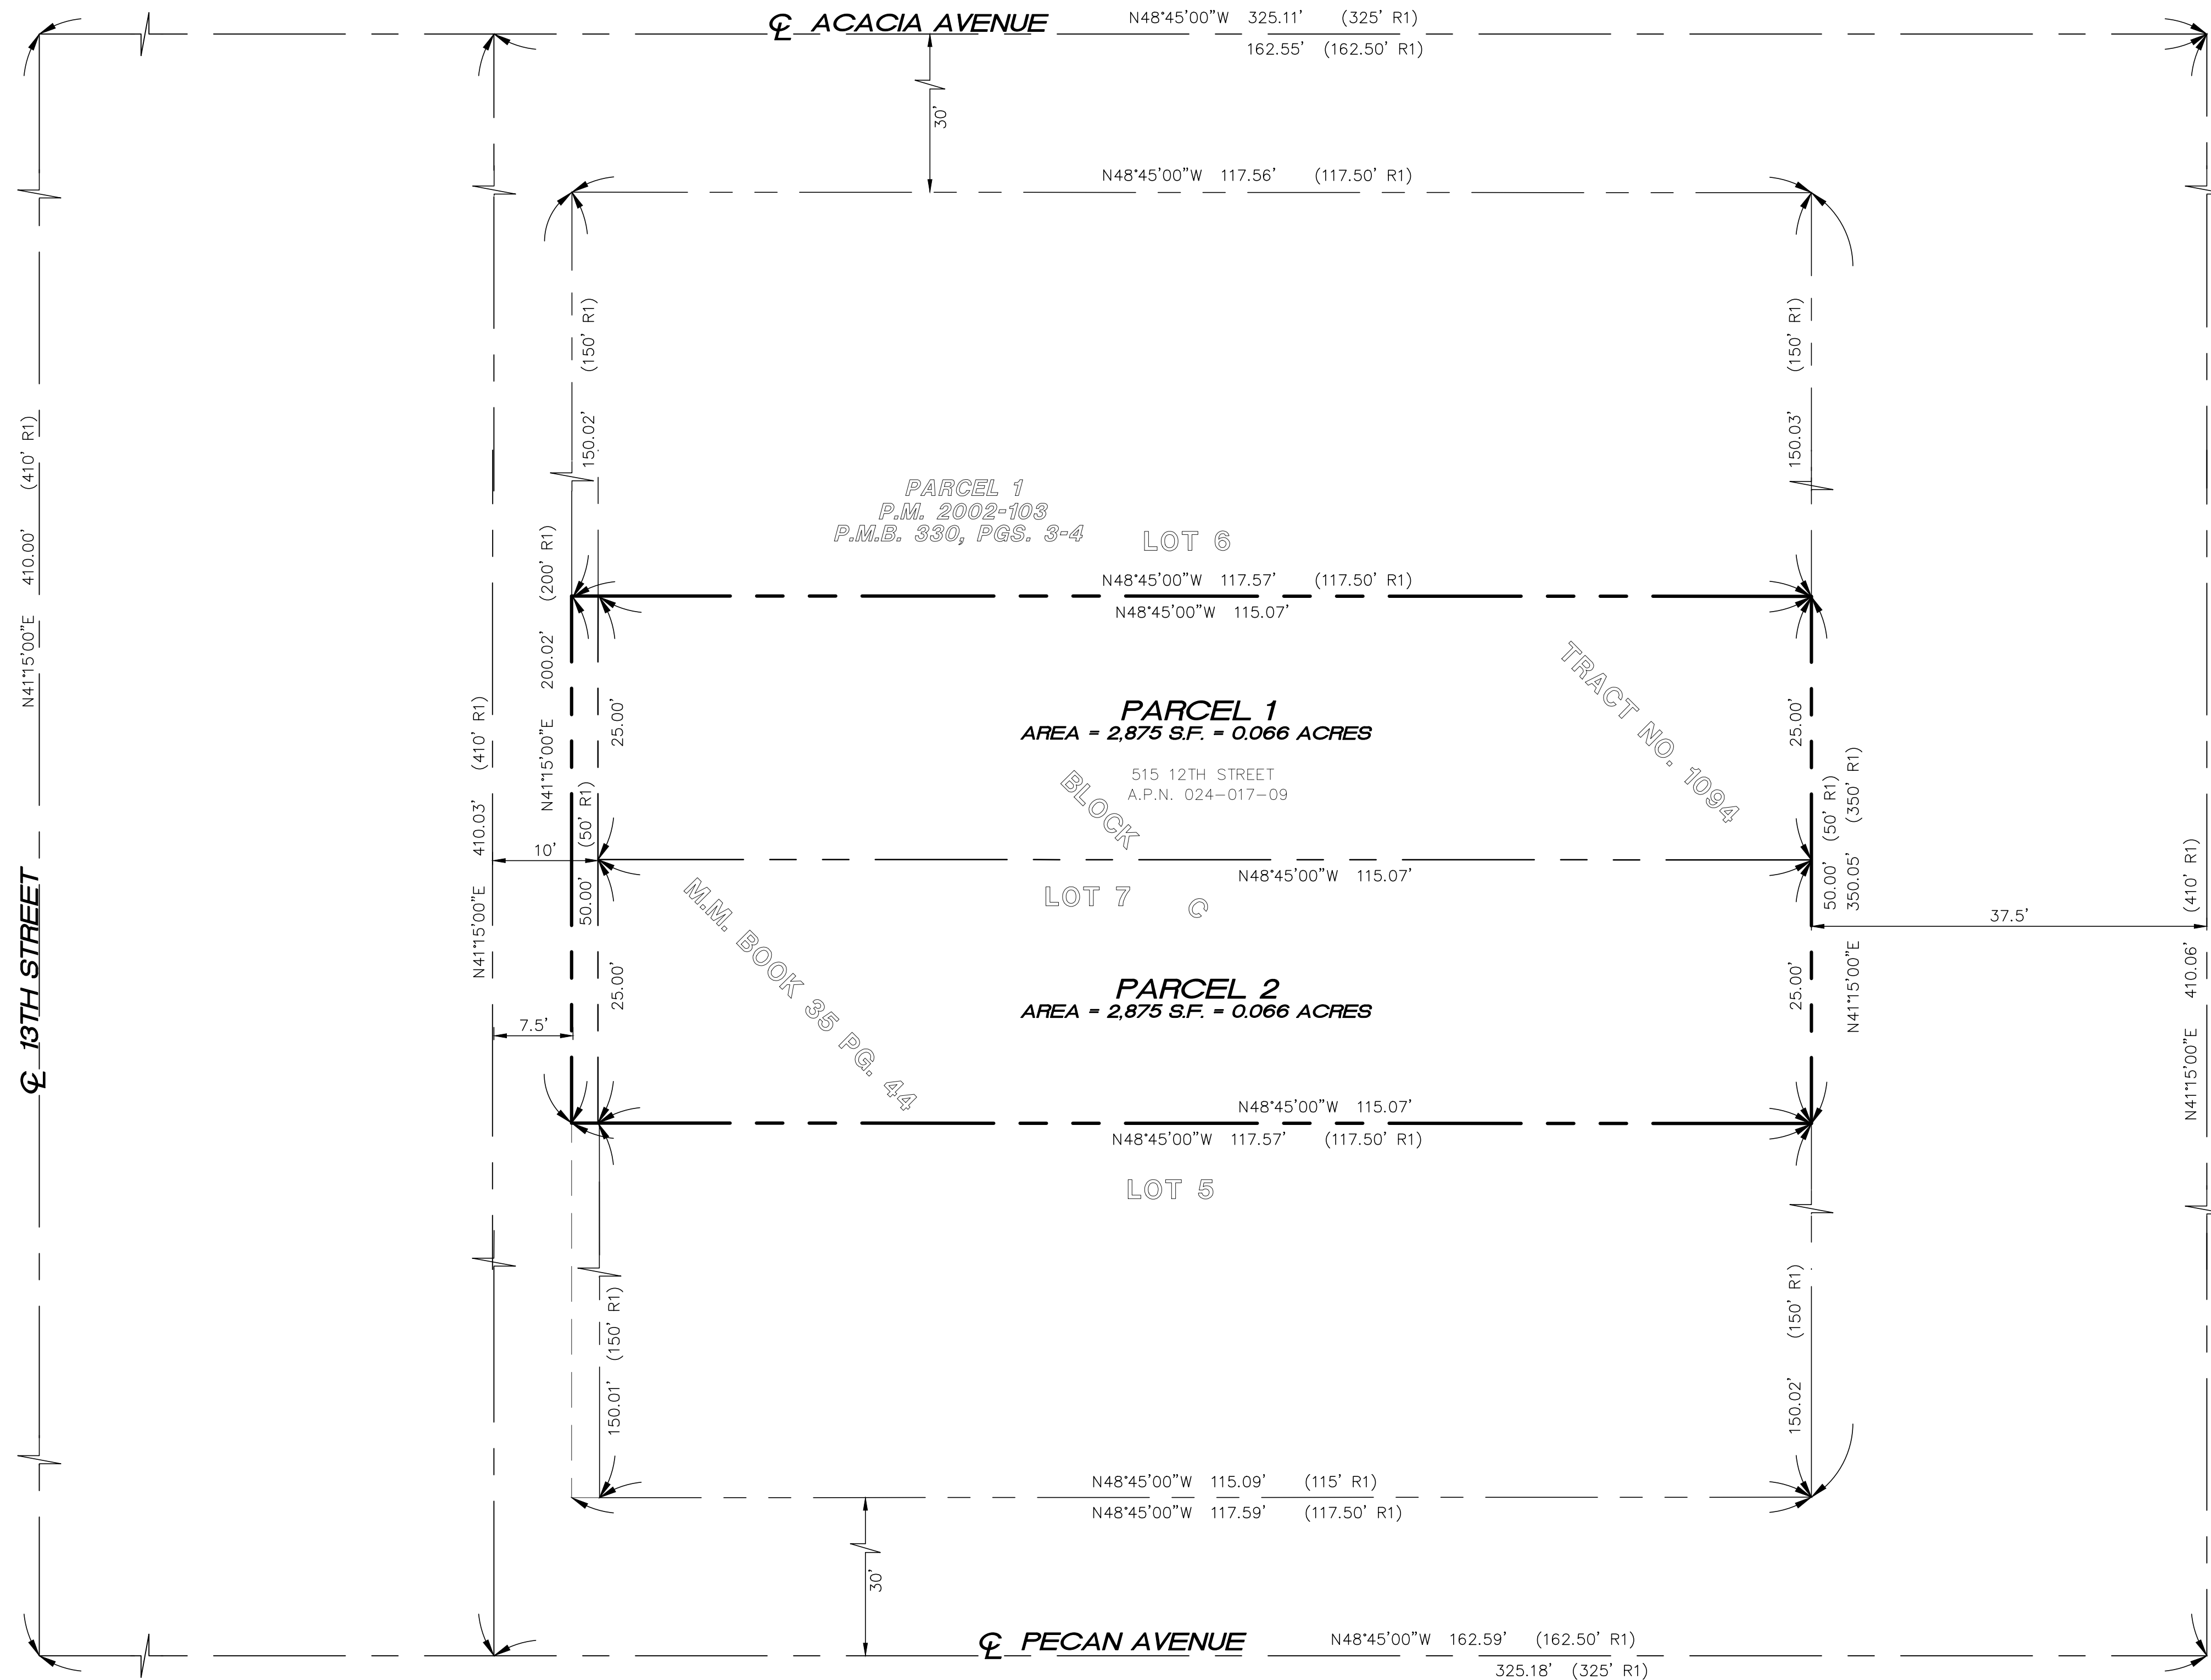 ℄ ACACIA AVENUE
N48°45'00"W 325.11' (325' R1)
162.55' (162.50' R1)
30'
N48°45'00"W 117.56' (117.50' R1)
(150' R1)
150.02'
(150' R1)
150.03'
N41°15'00"E 410.00' (410' R1)
℄ 13TH STREET
PARCEL 1
P.M. 2002-103
P.M.B. 330, PGS. 3-4
LOT 6
N48°45'00"W 117.57' (117.50' R1)
N48°45'00"W 115.07'
N41°15'00"E 200.02' (200' R1)
N41°15'00"E 410.03' (410' R1)
25.00'
PARCEL 1
AREA = 2,875 S.F. = 0.066 ACRES
515 12TH STREET
A.P.N. 024-017-09
TRACT NO. 1094
25.00'
BLOCK
C
10'
50.00' (50' R1)
N48°45'00"W 115.07'
LOT 7
M.M. BOOK 35 PG. 44
50.00' (50' R1)
N41°15'00"E 350.05' (350' R1)
37.5'
N41°15'00"E 410.06' (410' R1)
25.00'
PARCEL 2
AREA = 2,875 S.F. = 0.066 ACRES
25.00'
7.5'
N48°45'00"W 115.07'
N48°45'00"W 117.57' (117.50' R1)
LOT 5
150.01' (150' R1)
150.02' (150' R1)
N48°45'00"W 115.09' (115' R1)
N48°45'00"W 117.59' (117.50' R1)
30'
℄ PECAN AVENUE
N48°45'00"W 162.59' (162.50' R1)
325.18' (325' R1)